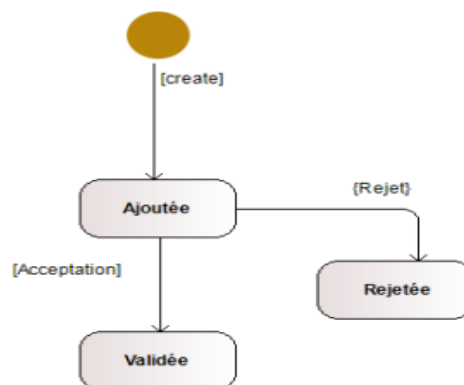 [create]
Ajoutée
{Rejet}
[Acceptation]
Rejetée
Validée